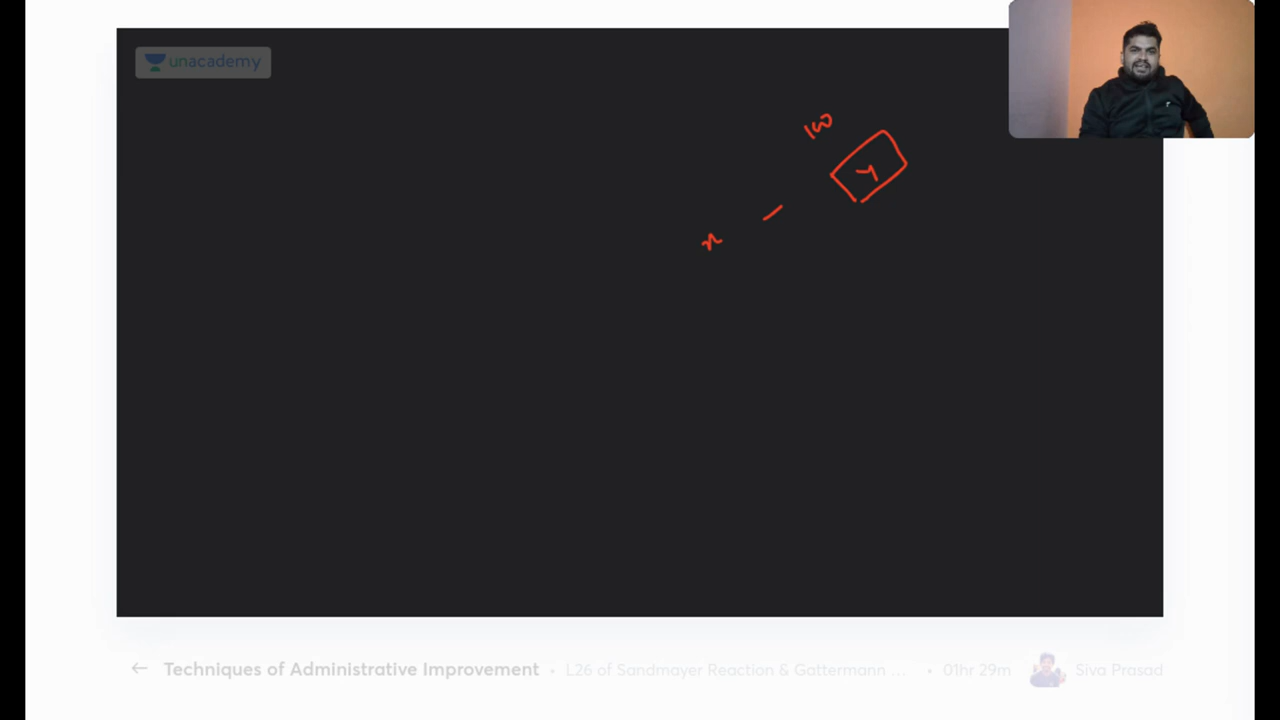 unacademy
100
y
x -
Techniques of Administrative Improvement • L26 of Sandmayer Reaction & Gattermann ... • 01hr 29m Siva Prasad